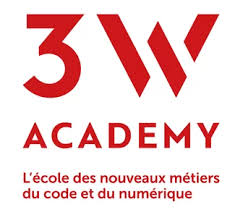 3W
ACADEMY
L'école des nouveaux métiers
du code et du numérique